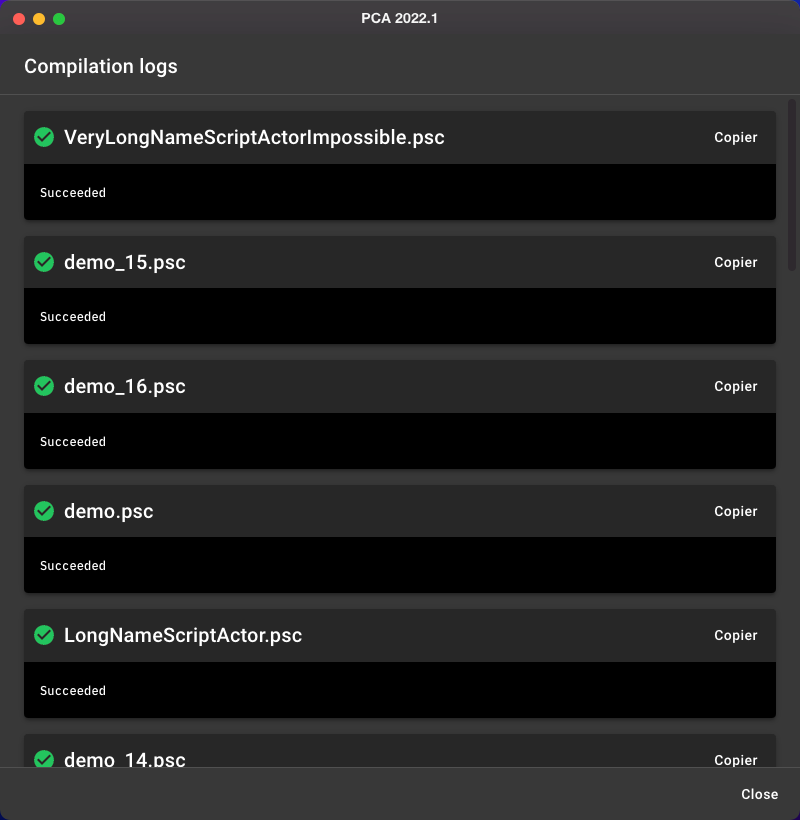 PCA 2022.1
Compilation logs
VeryLongNameScriptActorImpossible.psc Copier
Succeeded
demo_15.psc Copier
Succeeded
demo_16.psc Copier
Succeeded
demo.psc Copier
Succeeded
LongNameScriptActor.psc Copier
Succeeded
demo_14.psc Copier
Close